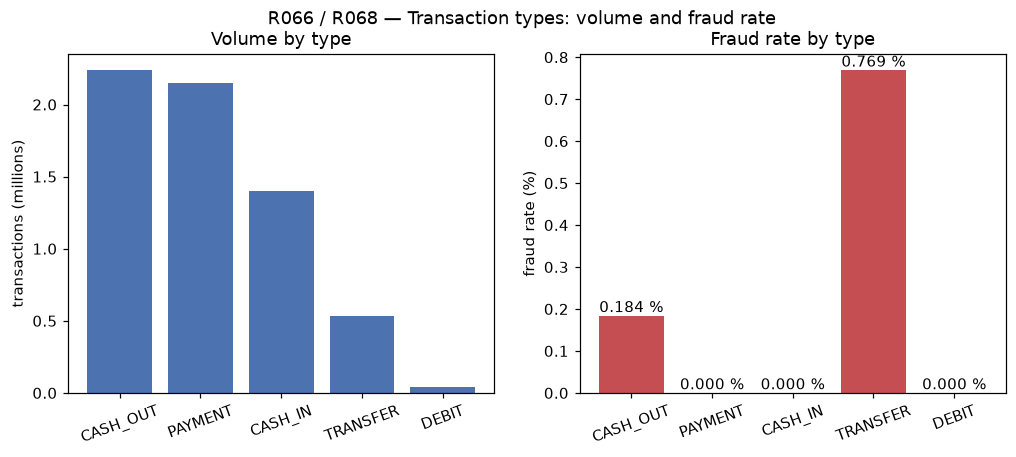 R066 / R068 — Transaction types: volume and fraud rate
Volume by type
transactions (millions)
2.0
1.5
1.0
0.5
0.0
CASH_OUT
PAYMENT
CASH_IN
TRANSFER
DEBIT
Fraud rate by type
fraud rate (%)
0.8
0.7
0.6
0.5
0.4
0.3
0.2
0.1
0.0
0.184 %
0.000 %
0.000 %
0.769 %
0.000 %
CASH_OUT
PAYMENT
CASH_IN
TRANSFER
DEBIT